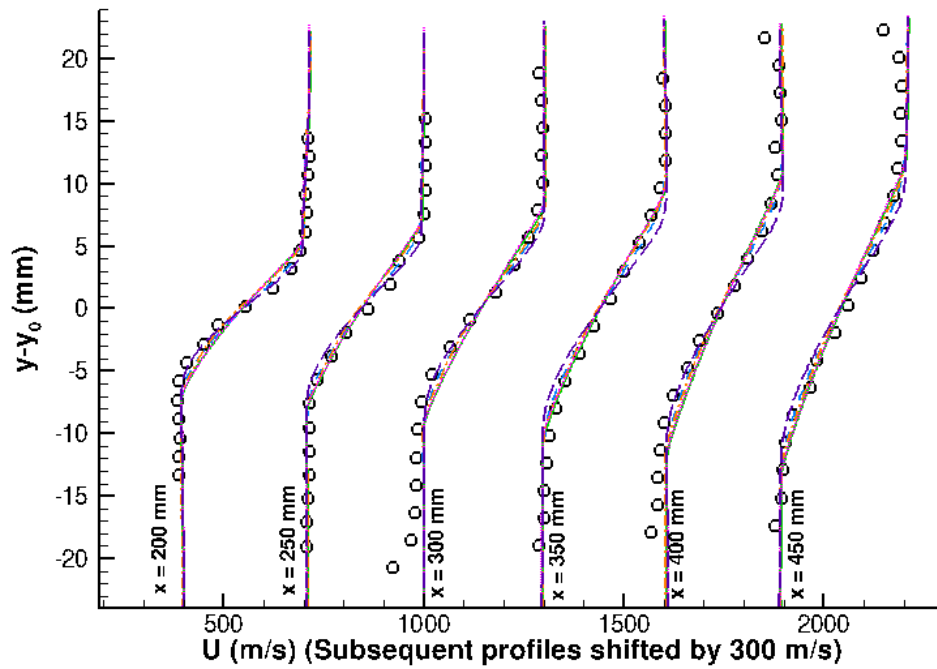 20
15
10
5
0
-5
-10
-15
-20
y-y0 (mm)
x = 200 mm
x = 250 mm
x = 300 mm
x = 350 mm
x = 400 mm
x = 450 mm
500 1000 1500 2000
U (m/s) (Subsequent profiles shifted by 300 m/s)